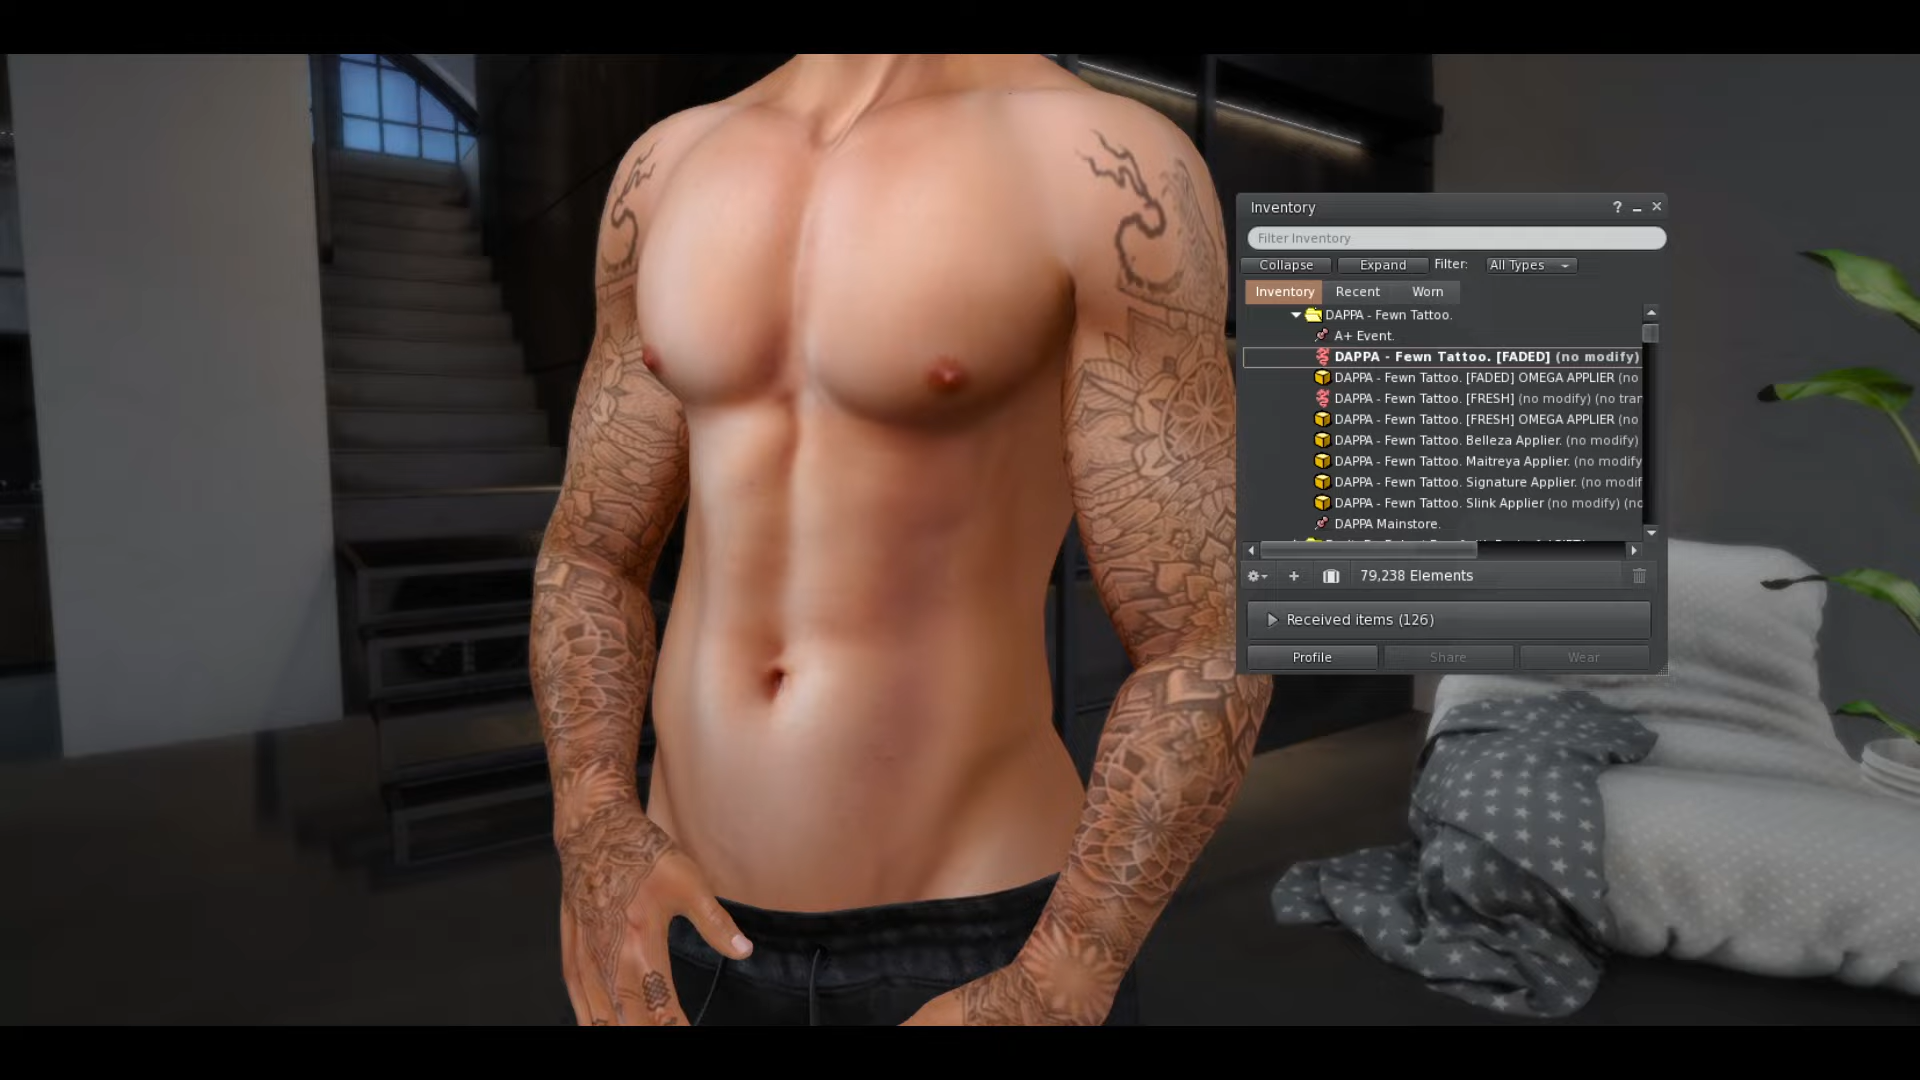 Inventory
Filter Inventory
Collapse Expand Filter: All Types
Inventory Recent Worn
DAPPA - Fewn Tattoo.
A+ Event.
DAPPA - Fewn Tattoo. [FADED] (no modify)
DAPPA - Fewn Tattoo. [FADED] OMEGA APPLIER (no
DAPPA - Fewn Tattoo. [FRESH] (no modify) (no tran
DAPPA - Fewn Tattoo. [FRESH] OMEGA APPLIER (no
DAPPA - Fewn Tattoo. Belleza Applier. (no modify)
DAPPA - Fewn Tattoo. Maitreya Applier. (no modify
DAPPA - Fewn Tattoo. Signature Applier. (no modif
DAPPA - Fewn Tattoo. Slink Applier (no modify) (no
DAPPA Mainstore.
79,238 Elements
Received items (126)
Profile Share Wear